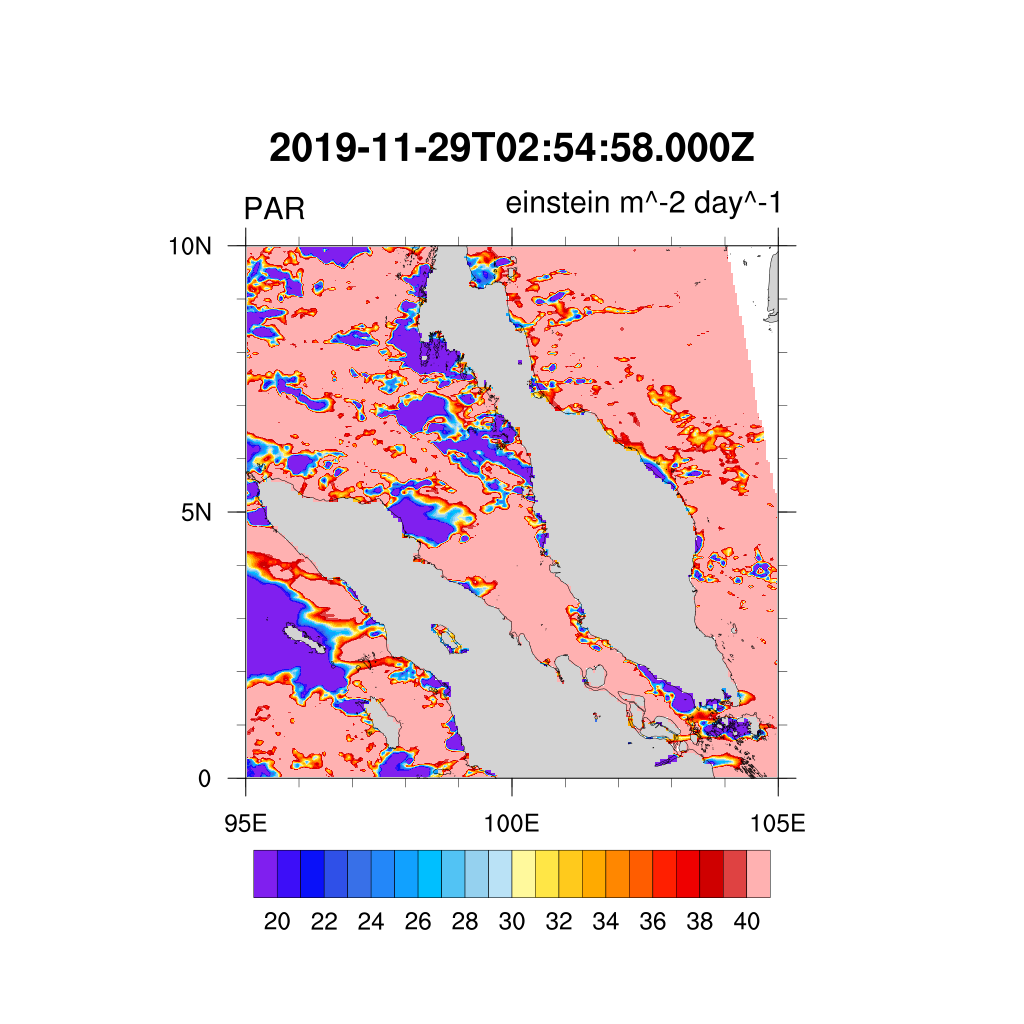 2019-11-29T02:54:58.000Z
PAR einstein m^-2 day^-1
10N
5N
0
95E 100E 105E
20 22 24 26 28 30 32 34 36 38 40